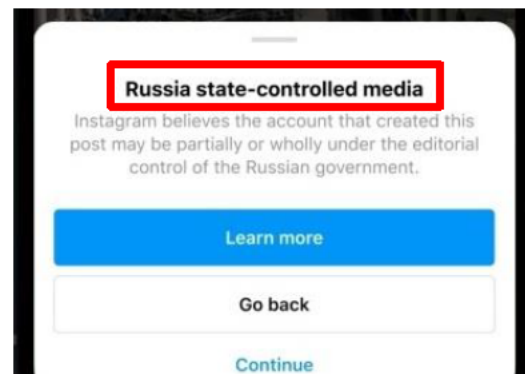 Russia state-controlled media
Instagram believes the account that created this
post may be partially or wholly under the editorial
control of the Russian government.
Learn more
Go back
Continue